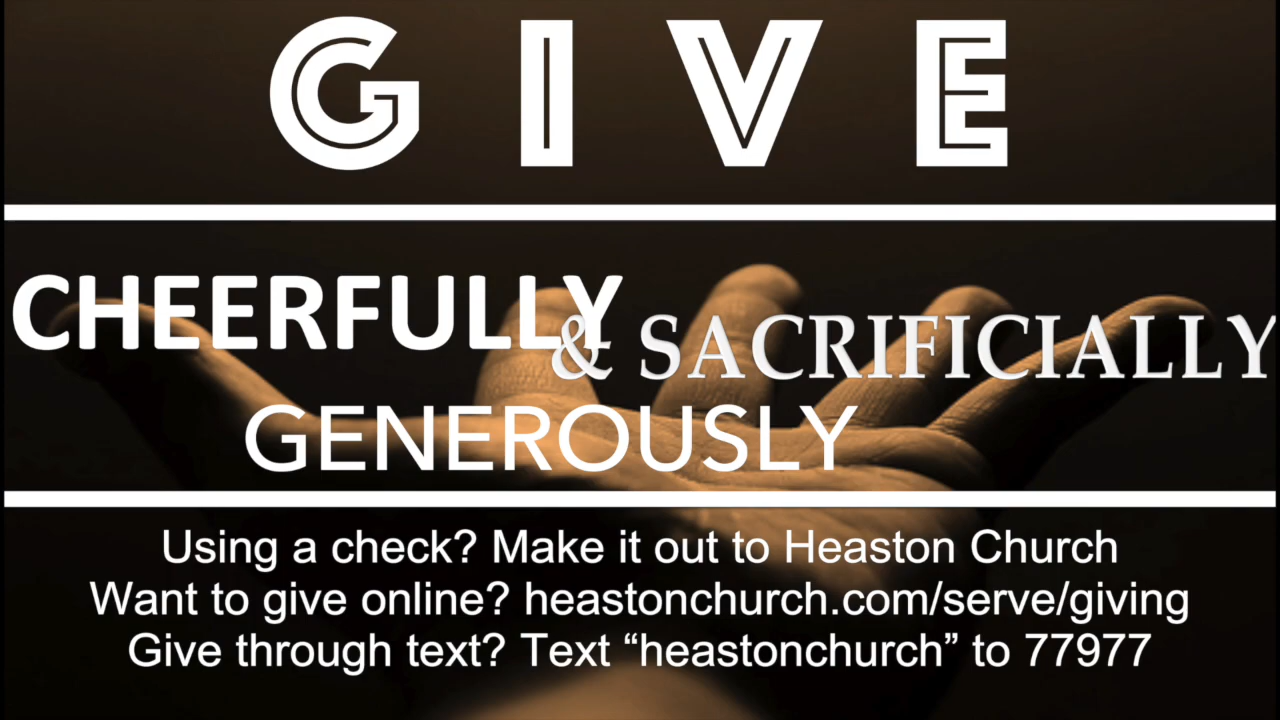 GIVE
CHEERFULLY
& SACRIFICIALLY
GENEROUSLY
Using a check? Make it out to Heaston Church
Want to give online? heastonchurch.com/serve/giving
Give through text? Text “heastonchurch” to 77977